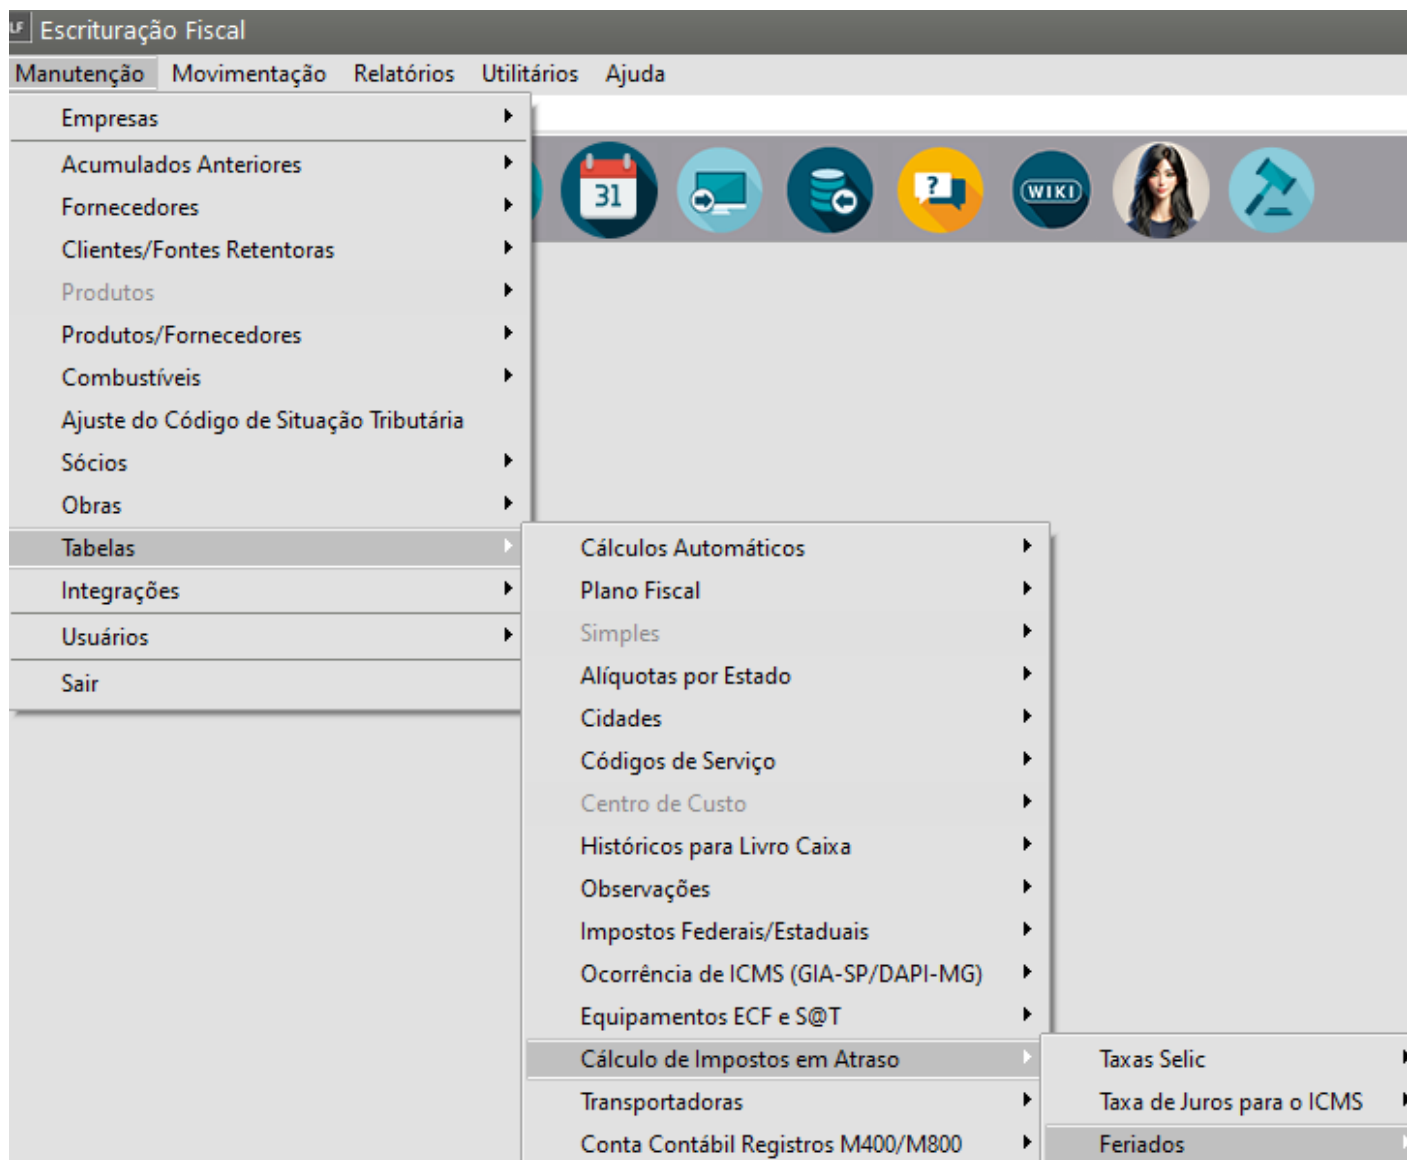 LF Escrituração Fiscal
Manutenção Movimentação Relatórios Utilitários Ajuda
Empresas
Acumulados Anteriores
Fornecedores
Clientes/Fontes Retentoras
Produtos
Produtos/Fornecedores
Combustíveis
Ajuste do Código de Situação Tributária
Sócios
Obras
Tabelas
Integrações
Usuários
Sair
31
?
WIKI
Cálculos Automáticos
Plano Fiscal
Simples
Alíquotas por Estado
Cidades
Códigos de Serviço
Centro de Custo
Históricos para Livro Caixa
Observações
Impostos Federais/Estaduais
Ocorrência de ICMS (GIA-SP/DAPI-MG)
Equipamentos ECF e S@T
Cálculo de Impostos em Atraso
Transportadoras
Conta Contábil Registros M400/M800
Taxas Selic
Taxa de Juros para o ICMS
Feriados